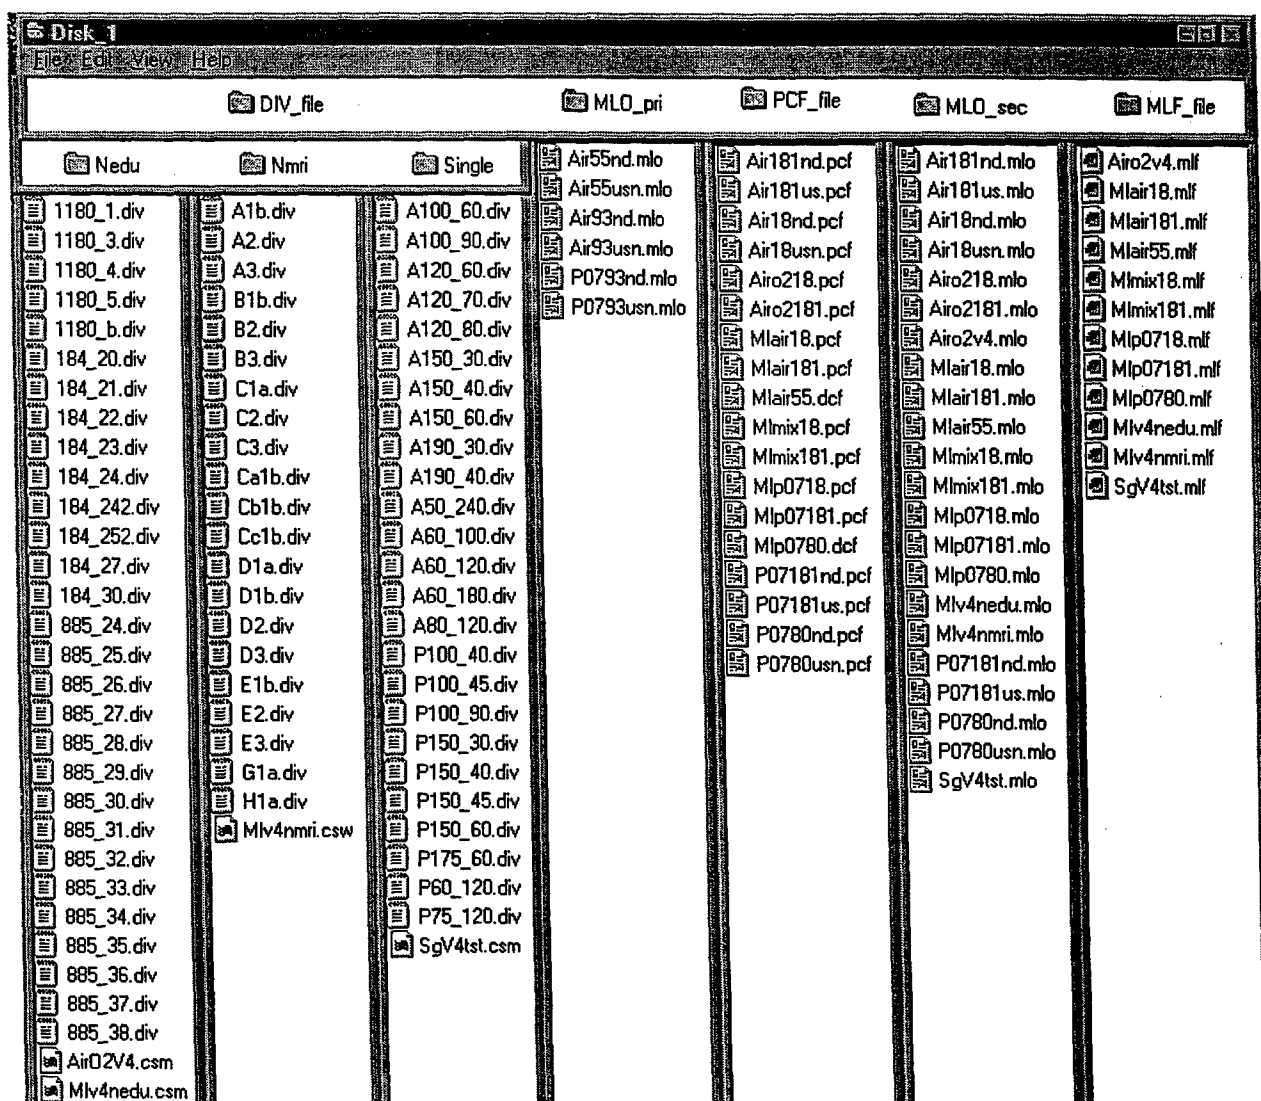 Disk_1
File Edit View Help
DIV_file
MLO_pri
PCF_file
MLO_sec
MLF_file
Nedu
Nmri
Single
1180_1.div
1180_3.div
1180_4.div
1180_5.div
1180_b.div
184_20.div
184_21.div
184_22.div
184_23.div
184_24.div
184_242.div
184_252.div
184_27.div
184_30.div
885_24.div
885_25.div
885_26.div
885_27.div
885_28.div
885_29.div
885_30.div
885_31.div
885_32.div
885_33.div
885_34.div
885_35.div
885_36.div
885_37.div
885_38.div
AirO2V4.csm
Mlv4nedu.csm
A1b.div
A2.div
A3.div
B1b.div
B2.div
B3.div
C1a.div
C2.div
C3.div
Ca1b.div
Cb1b.div
Cc1b.div
D1a.div
D1b.div
D2.div
D3.div
E1b.div
E2.div
E3.div
G1a.div
H1a.div
Mlv4nmri.csw
A100_60.div
A100_90.div
A120_60.div
A120_70.div
A120_80.div
A150_30.div
A150_40.div
A150_60.div
A190_30.div
A190_40.div
A50_240.div
A60_100.div
A60_120.div
A60_180.div
A80_120.div
P100_40.div
P100_45.div
P100_90.div
P150_30.div
P150_40.div
P150_45.div
P150_60.div
P175_60.div
P60_120.div
P75_120.div
SgV4tst.csm
Air55nd.mlo
Air55usn.mlo
Air93nd.mlo
Air93usn.mlo
P0793nd.mlo
P0793usn.mlo
Air181nd.pcf
Air181us.pcf
Air18nd.pcf
Air18usn.pcf
Airo218.pcf
Airo2181.pcf
Mlair18.pcf
Mlair181.pcf
Mlair55.dcf
Mlmix18.pcf
Mlmix181.pcf
Mlp0718.pcf
Mlp07181.pcf
Mlp0780.dcf
P07181nd.pcf
P07181us.pcf
P0780nd.pcf
P0780usn.pcf
Air181nd.mlo
Air181us.mlo
Air18nd.mlo
Air18usn.mlo
Airo218.mlo
Airo2181.mlo
Airo2v4.mlo
Mlair18.mlo
Mlair181.mlo
Mlair55.mlo
Mlmix18.mlo
Mlmix181.mlo
Mlp0718.mlo
Mlp07181.mlo
Mlp0780.mlo
Mlv4nedu.mlo
Mlv4nmri.mlo
P07181nd.mlo
P07181us.mlo
P0780nd.mlo
P0780usn.mlo
SgV4tst.mlo
Airo2v4.mlf
Mlair18.mlf
Mlair181.mlf
Mlair55.mlf
Mlmix18.mlf
Mlmix181.mlf
Mlp0718.mlf
Mlp07181.mlf
Mlp0780.mlf
Mlv4nedu.mlf
Mlv4nmri.mlf
SgV4tst.mlf